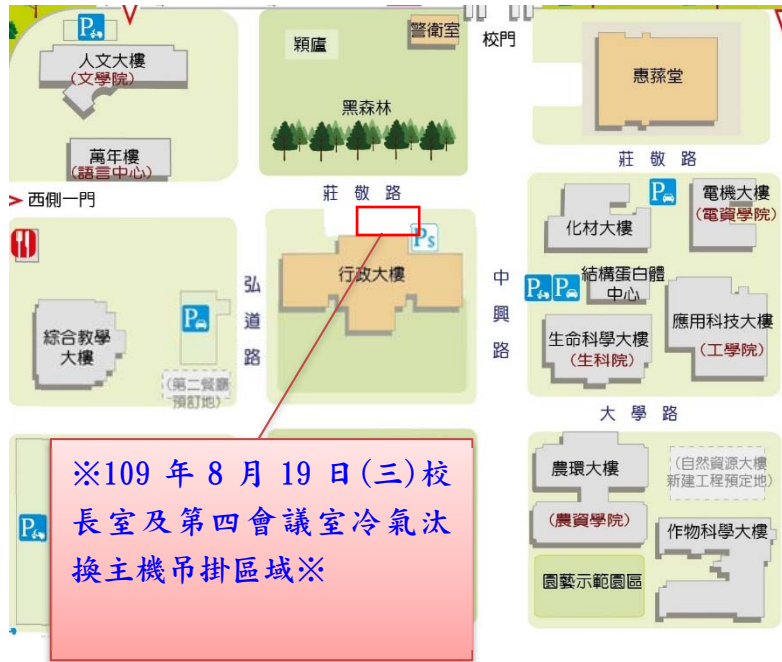 P
人文大樓
(文學院)
萬年樓
(語言中心)
西側一門
穎廬
警衛室
校門
黑森林
惠蓀堂
莊敬路
莊敬路
P
電機大樓
(電資學院)
化材大樓
Ps
行政大樓
弘道路
中興路
P
P
結構蛋白體
中心
生命科學大樓
(生科院)
應用科技大樓
(工學院)
P
綜合教學
大樓
(第二餐廳
預訂地)
大學路
農環大樓
(農資學院)
(自然資源大樓
新建工程預定地)
作物科學大樓
園藝示範園區
P
※109 年 8 月 19 日(三)校
長室及第四會議室冷氣汰
換主機吊掛區域※